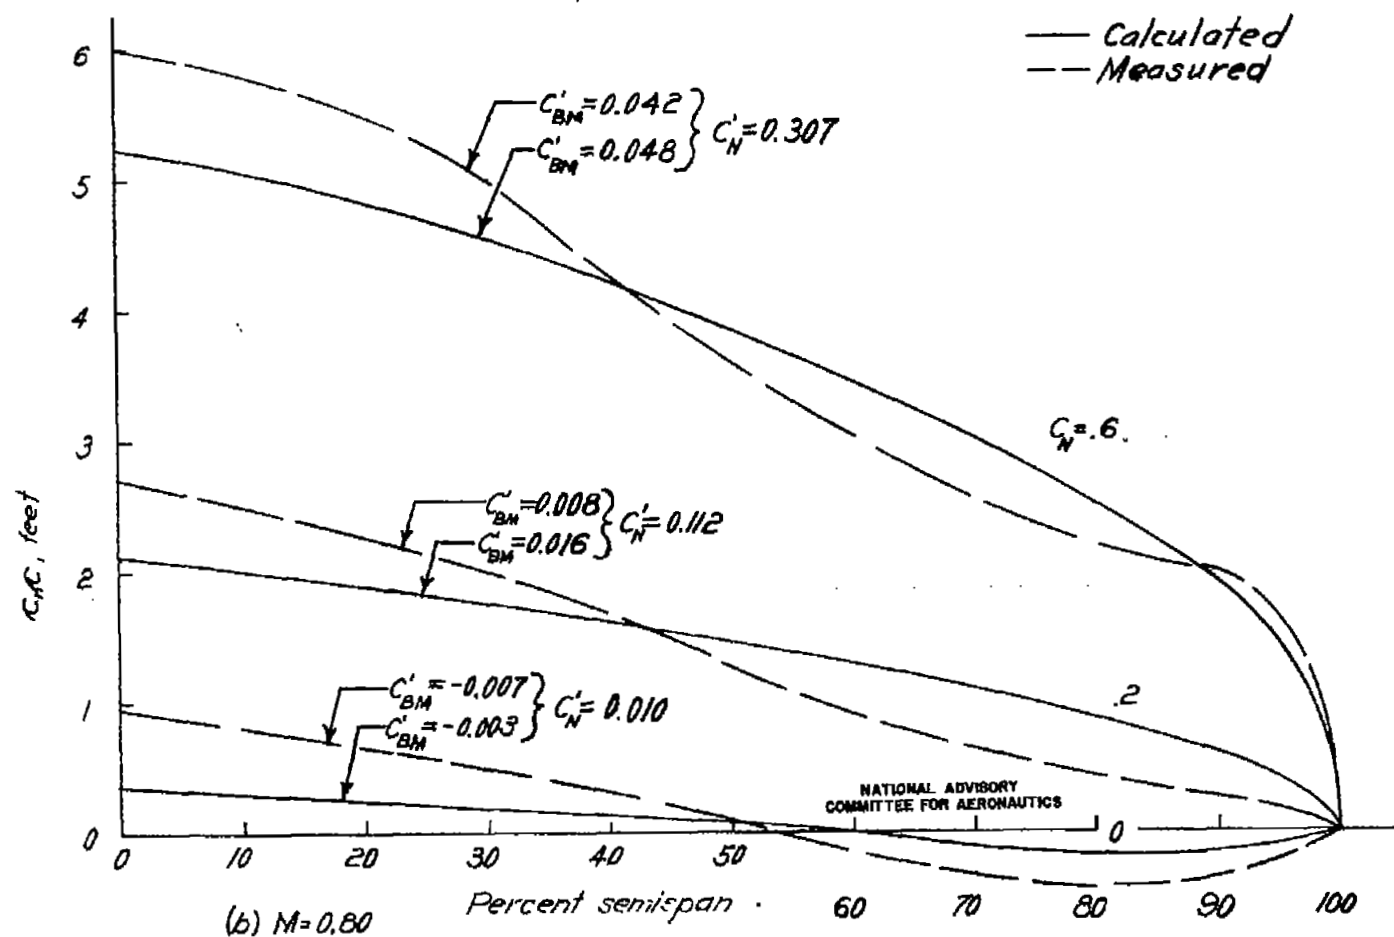 Calculated
Measured
6
C'BM=0.042
C'BM=0.048
C'N=0.307
5
4
CN=.6
3
C'BM=0.008
C'BM=0.016
C'N=0.112
2
.2
C'BM=-0.007
C'BM=-0.003
C'N=0.010
1
NATIONAL ADVISORY
COMMITTEE FOR AERONAUTICS
0
0
cnc, feet
0 10 20 30 40 50 60 70 80 90 100
Percent semispan
(b) M=0.80